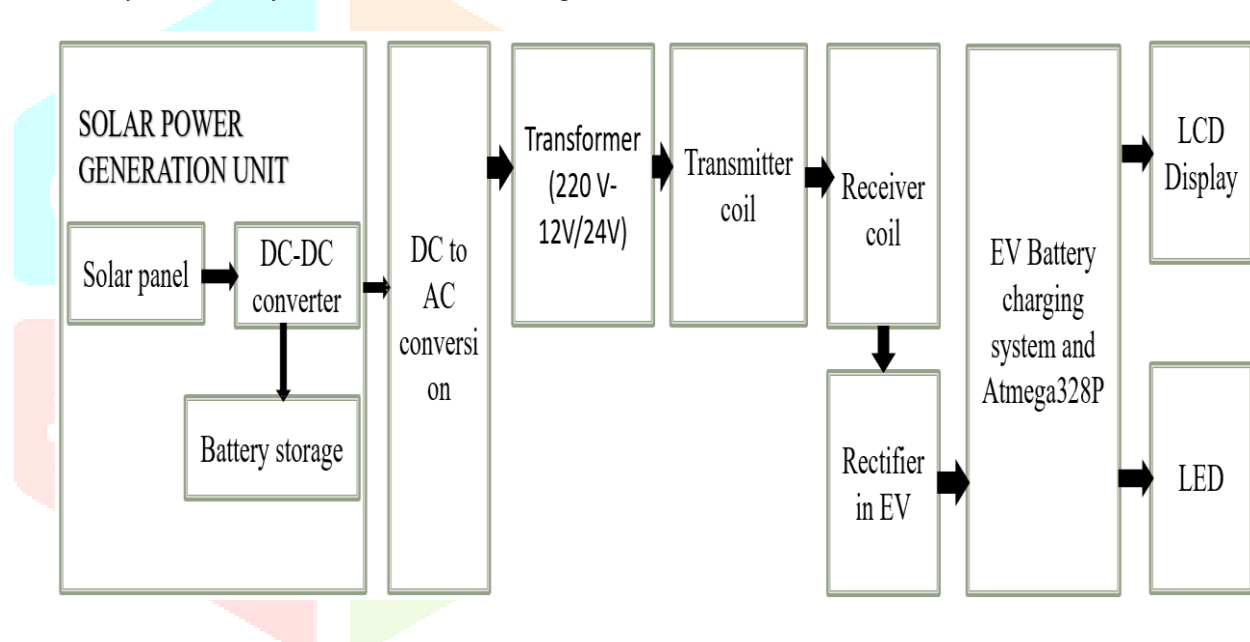 SOLAR POWER
GENERATION UNIT
Solar panel
DC-DC
converter
Battery storage
DC to
AC
conversi
on
Transformer
(220 V-
12V/24V)
Transmitter
coil
Receiver
coil
Rectifier
in EV
EV Battery
charging
system and
Atmega328P
LCD
Display
LED